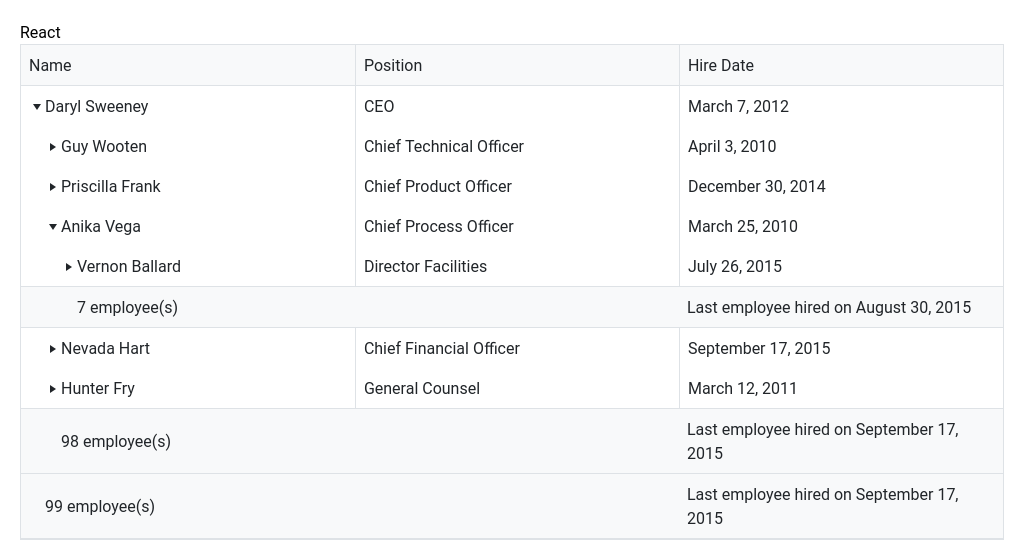 React
Name Position Hire Date
Daryl Sweeney CEO March 7, 2012
Guy Wooten Chief Technical Officer April 3, 2010
Priscilla Frank Chief Product Officer December 30, 2014
Anika Vega Chief Process Officer March 25, 2010
Vernon Ballard Director Facilities July 26, 2015
7 employee(s) Last employee hired on August 30, 2015
Nevada Hart Chief Financial Officer September 17, 2015
Hunter Fry General Counsel March 12, 2011
98 employee(s) Last employee hired on September 17,
2015
99 employee(s) Last employee hired on September 17,
2015